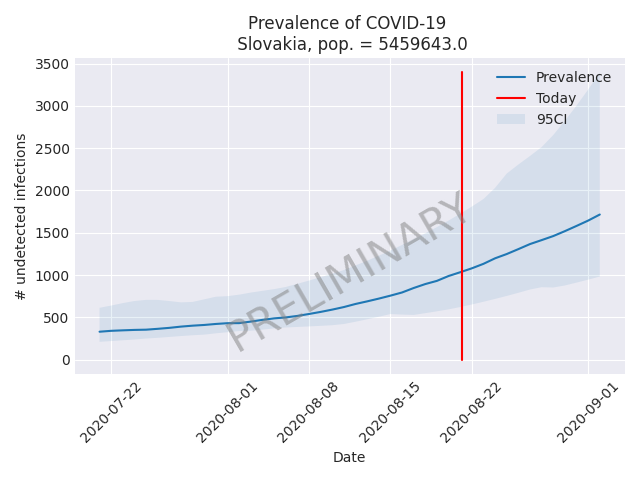 Prevalence of COVID-19
Slovakia, pop. = 5459643.0
# undetected infections
3500
3000
2500
2000
1500
1000
500
0
Prevalence
Today
95CI
PRELIMINARY
2020-07-22
2020-08-01
2020-08-08
2020-08-15
2020-08-22
2020-09-01
Date